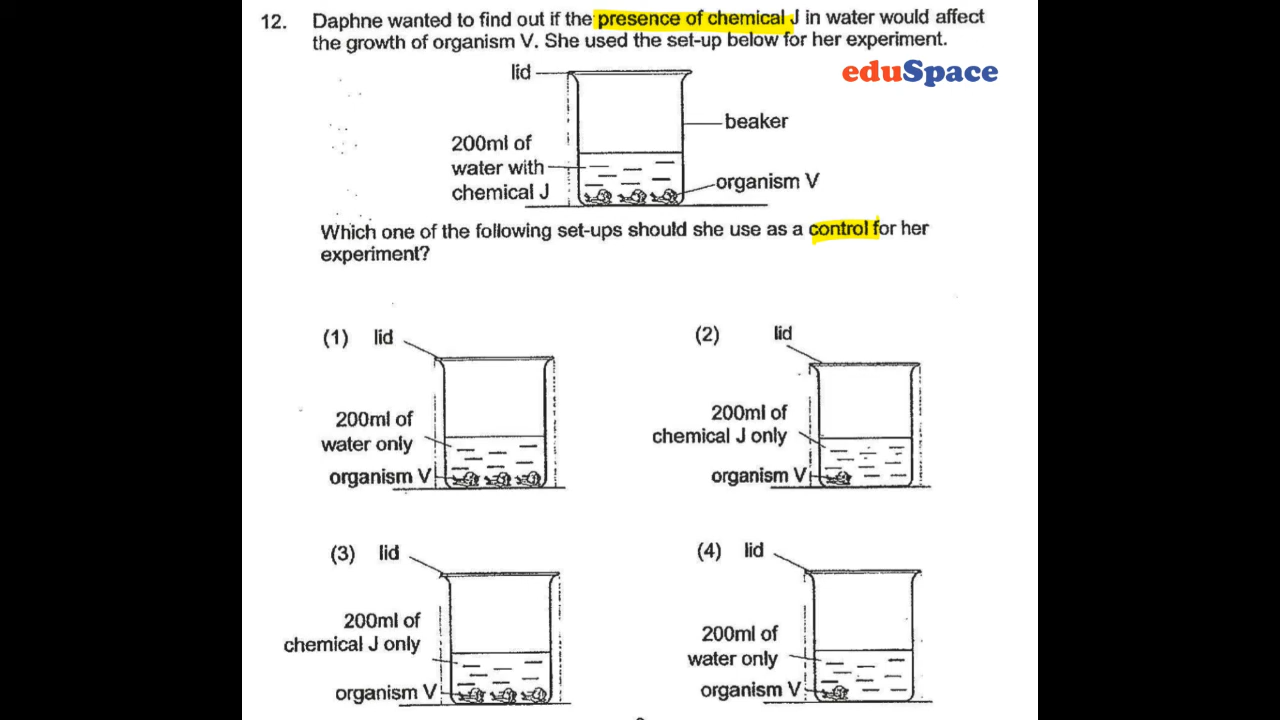 12. Daphne wanted to find out if the presence of chemical J in water would affect
the growth of organism V. She used the set-up below for her experiment.
eduSpace
lid
beaker
200ml of
water with
chemical J
organism V
Which one of the following set-ups should she use as a control for her
experiment?
(1) lid
200ml of
water only
organism V
(2) lid
200ml of
chemical J only
organism V
(3) lid
200ml of
chemical J only
organism V
(4) lid
200ml of
water only
organism V